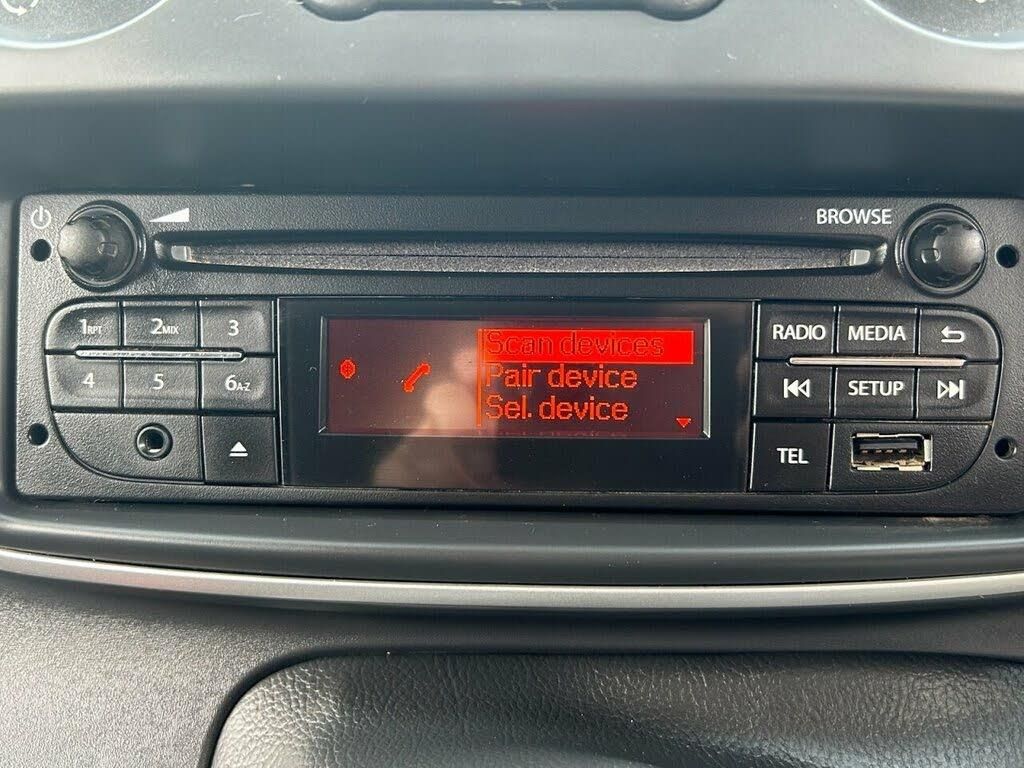 BROWSE
1RPT 2MIX 3
4 5 6A-Z
Scan devices
Pair device
Sel. device
RADIO MEDIA
SETUP
TEL